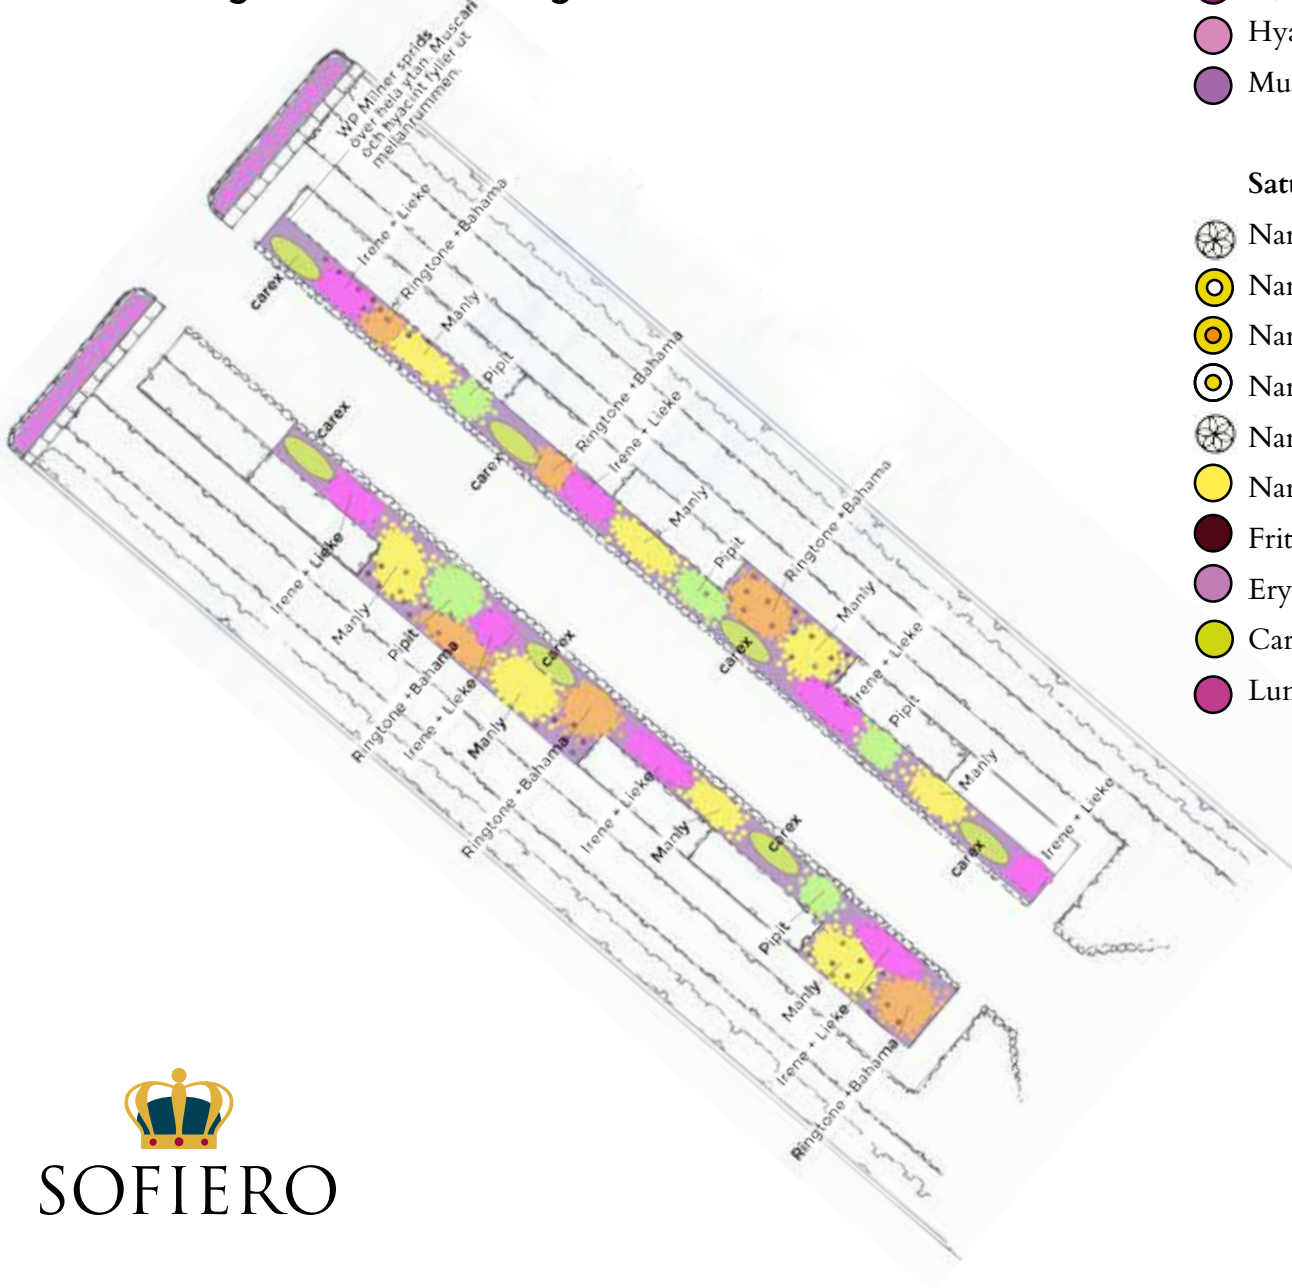 WP Milner sprids
över hela ytan. Muscari
och hyacint fyller ut
mellanrummen.
Irene + Lieke
Ringtone +Bahama
carex
Manly
Pipit
Ringtone +Bahama
Irene + Lieke
carex
carex
Manly
Ringtone +Bahama
Pipit
Irene + Lieke
Manly
Manly
Irene + Lieke
Pipit
carex
carex
Pipit
Ringtone +Bahama
Irene + Lieke
Manly
Manly
Irene + Lieke
Ringtone +Bahama
Irene + Lieke
carex
Manly
carex
Pipit
Manly
Irene + Lieke
Ringtone +Bahama
SOFIERO
Hya
Mu
Satt
Nar
Nar
Nar
Nar
Nar
Nar
Frit
Ery
Car
Lun